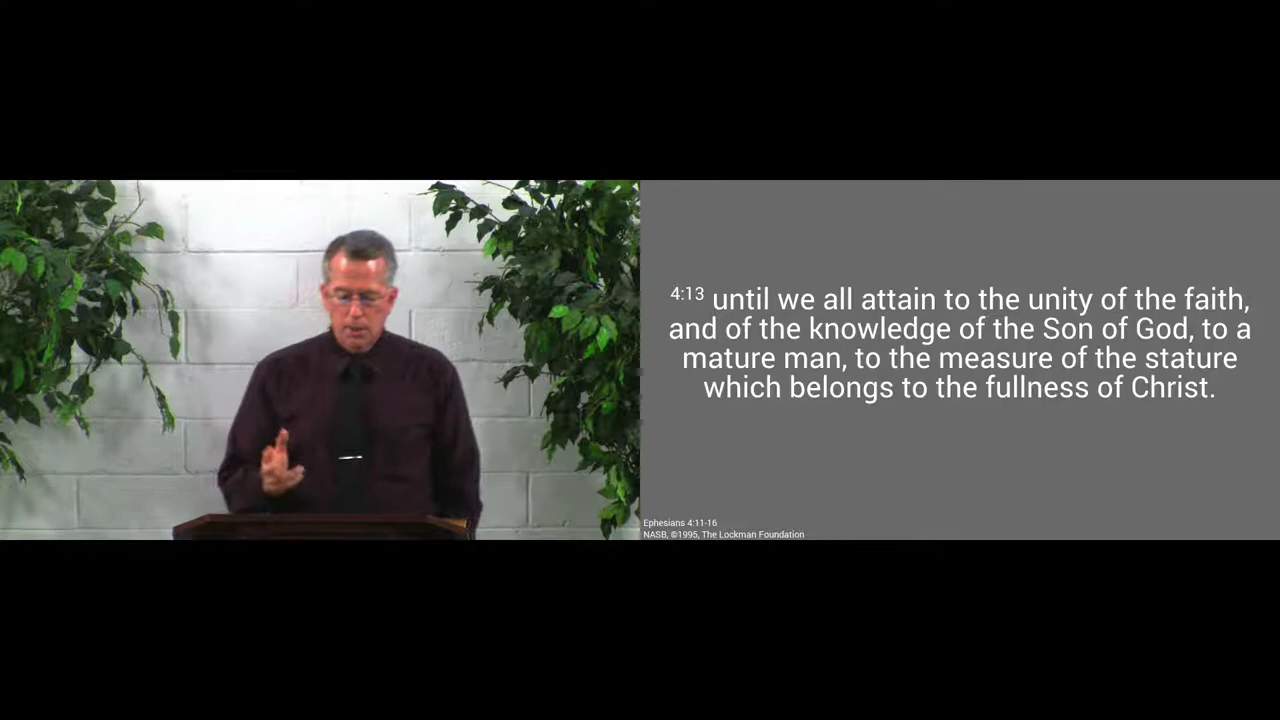 4:13 until we all attain to the unity of the faith,
and of the knowledge of the Son of God, to a
mature man, to the measure of the stature
which belongs to the fullness of Christ.
Ephesians 4:11-16
NASB, ©1995, The Lockman Foundation